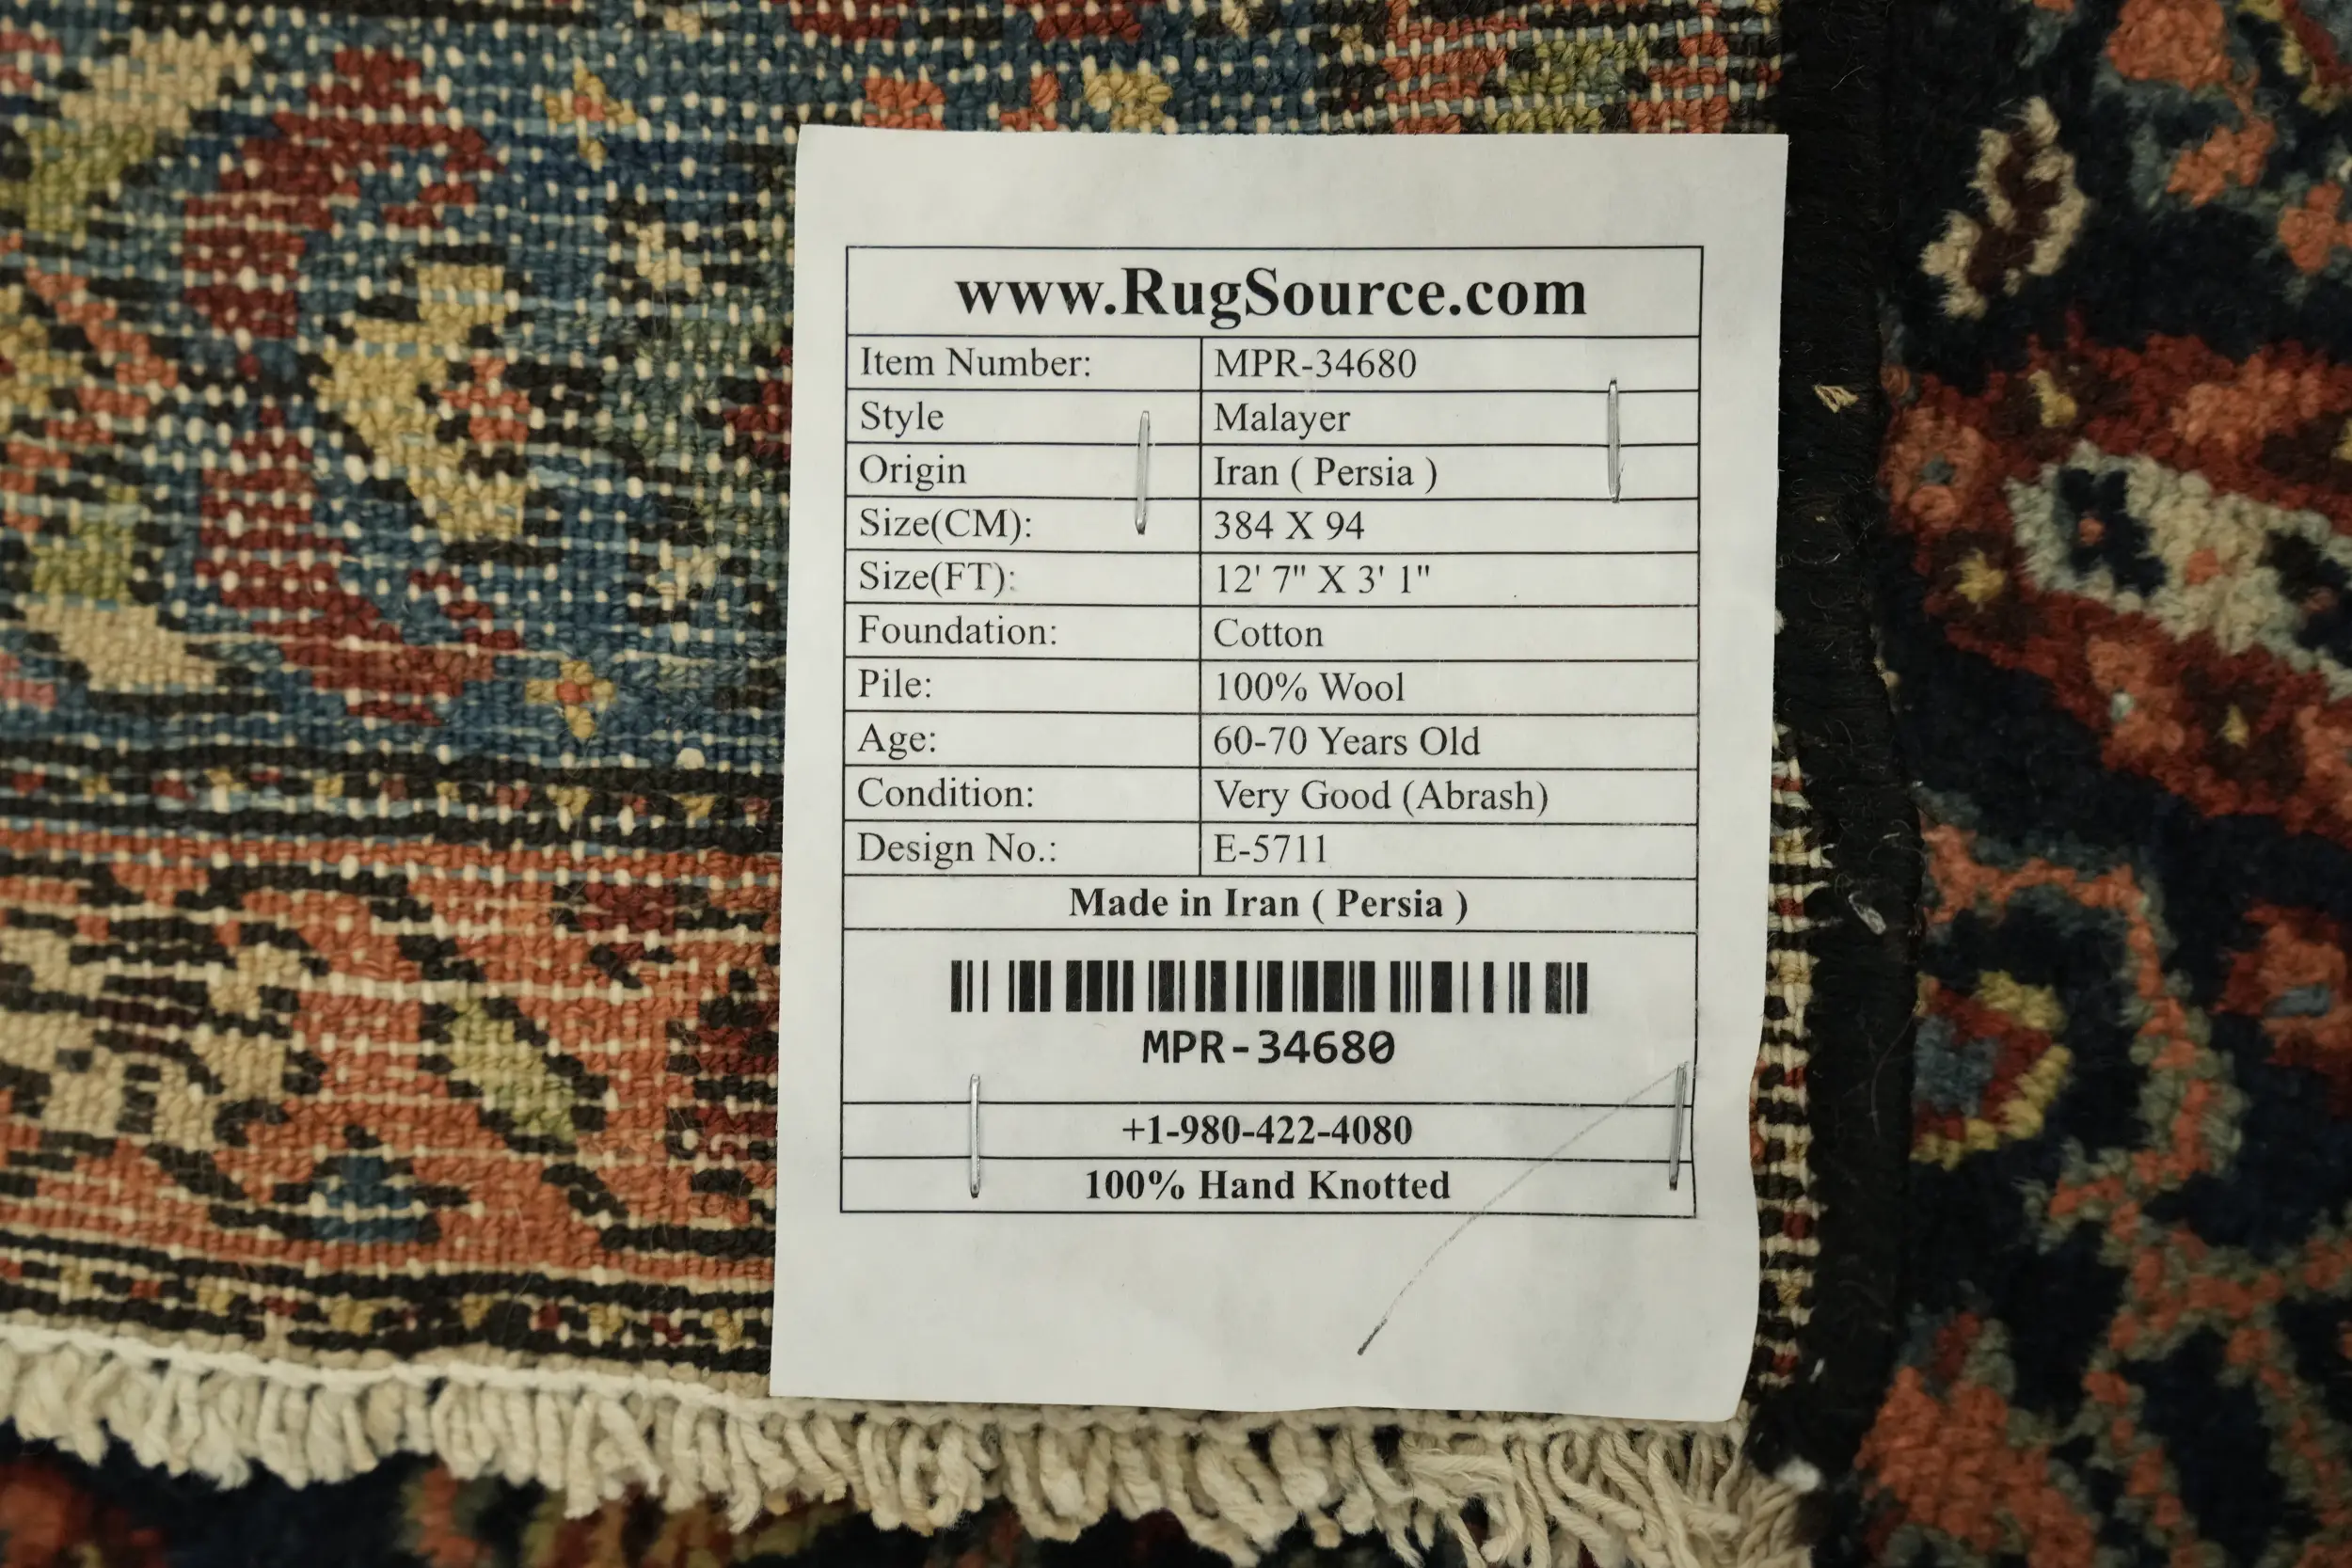 www.RugSource.com
Item Number: MPR-34680
Style Malayer
Origin Iran ( Persia )
Size(CM): 384 X 94
Size(FT): 12' 7" X 3' 1"
Foundation: Cotton
Pile: 100% Wool
Age: 60-70 Years Old
Condition: Very Good (Abrash)
Design No.: E-5711
Made in Iran ( Persia )
MPR-34680
+1-980-422-4080
100% Hand Knotted